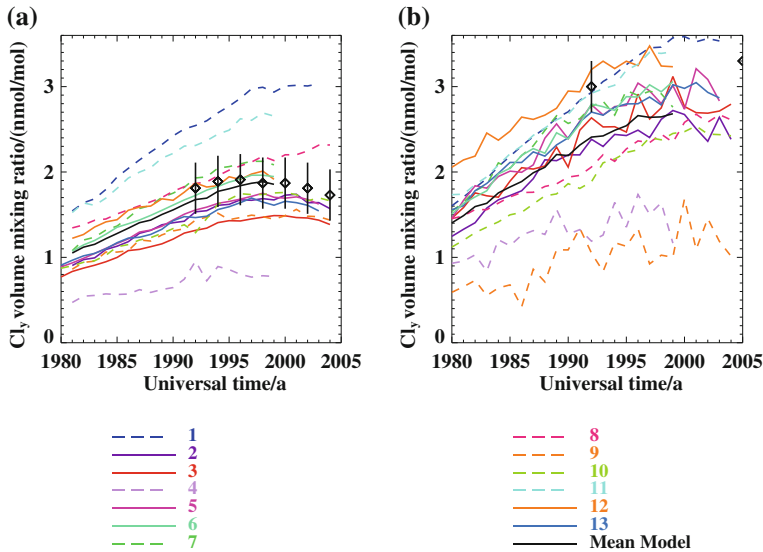 (a)
Cly volume mixing ratio/(nmol/mol)
3
2
1
0
1980 1985 1990 1995 2000 2005
Universal time/a
(b)
Cly volume mixing ratio/(nmol/mol)
3
2
1
0
1980 1985 1990 1995 2000 2005
Universal time/a
1
2
3
4
5
6
7
8
9
10
11
12
13
Mean Model